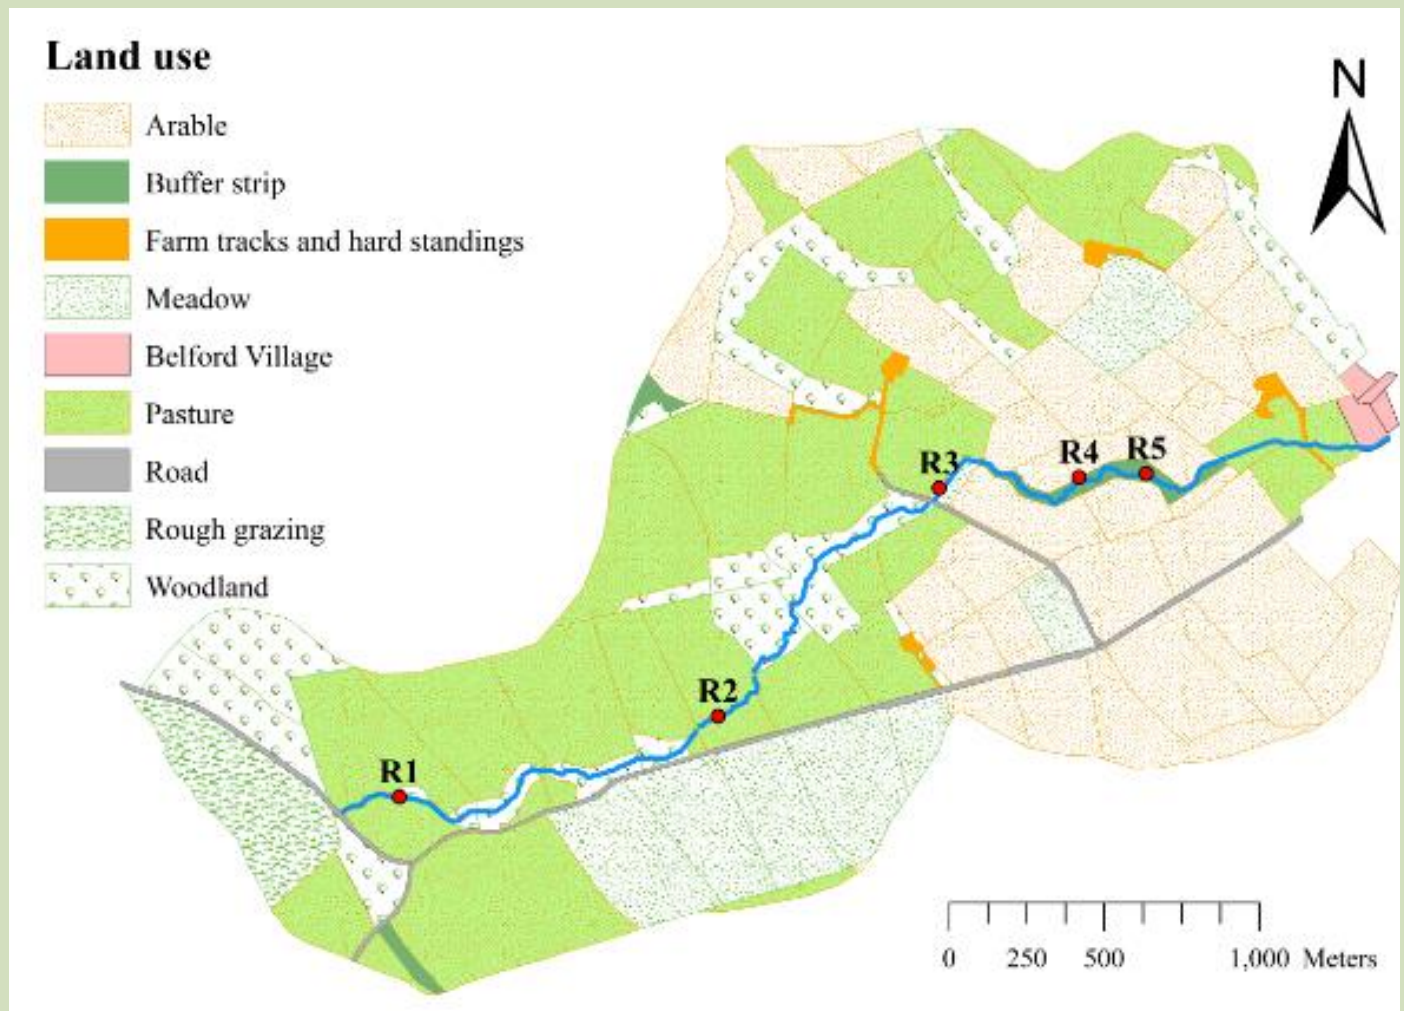 Land use
Arable
Buffer strip
Farm tracks and hard standings
Meadow
Belford Village
Pasture
Road
Rough grazing
Woodland
N
R3
R4
R5
R2
R1
0 250 500 1,000 Meters